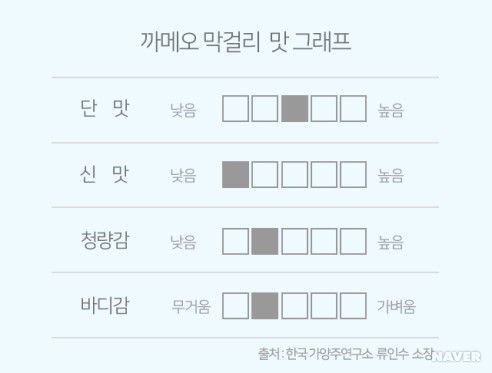 까메오 막걸리 맛 그래프
단 맛 낮음 높음
신 맛 낮음 높음
청량감 낮음 높음
바디감 무거움 가벼움
출처 : 한국가양주연구소 류인수 소장
NAVER